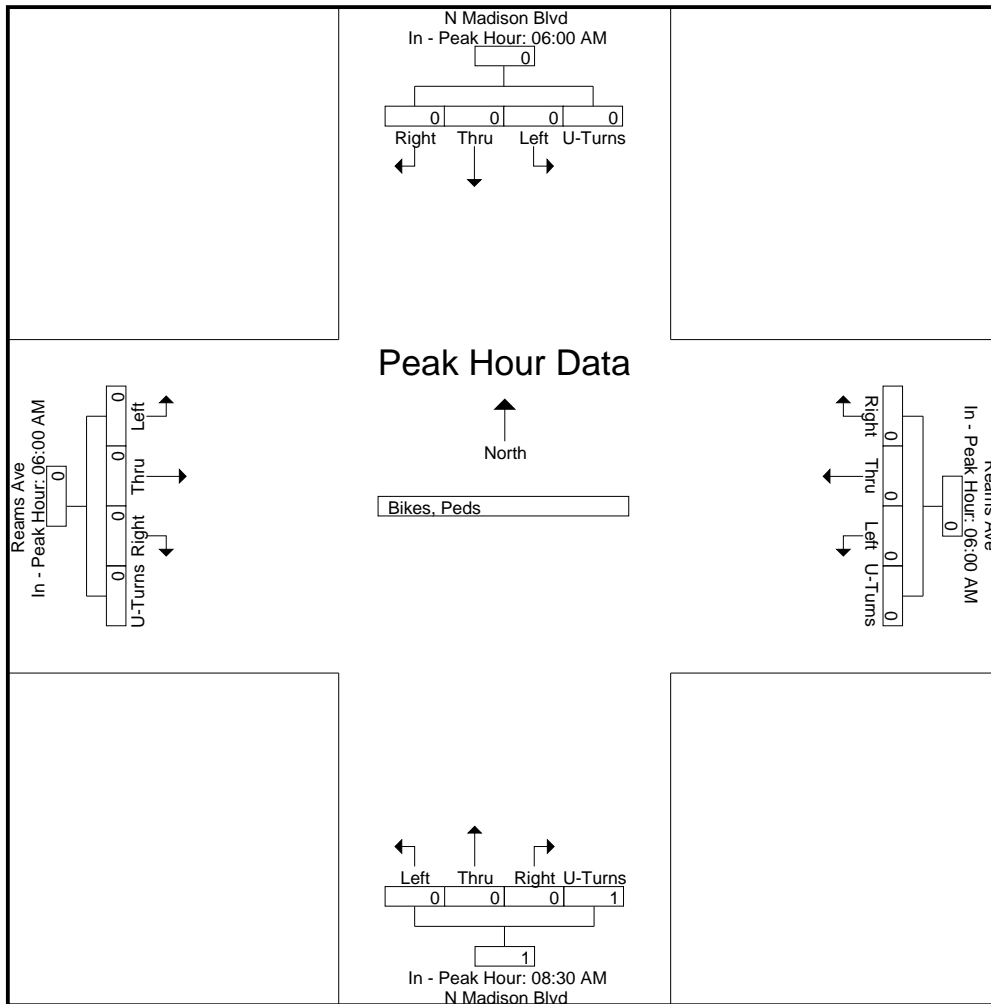 N Madison Blvd
In - Peak Hour: 06:00 AM
0
0 0 0 0
Right Thru Left U-Turns
Peak Hour Data
North
Bikes, Peds
Reams Ave
In - Peak Hour: 06:00 AM
0
0 0 0 0
Left Thru Right U-Turns
Reams Ave
In - Peak Hour: 06:00 AM
0
0 0 0 0
Right Thru Left U-Turns
Left Thru Right U-Turns
0 0 0 1
1
In - Peak Hour: 08:30 AM
N Madison Blvd